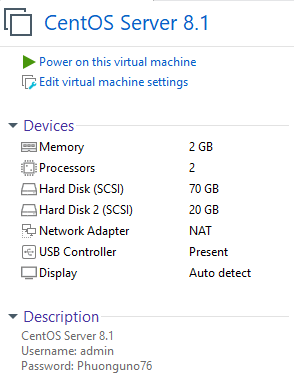 CentOS Server 8.1
Power on this virtual machine
Edit virtual machine settings
Devices
Memory 2 GB
Processors 2
Hard Disk (SCSI) 70 GB
Hard Disk 2 (SCSI) 20 GB
Network Adapter NAT
USB Controller Present
Display Auto detect
Description
CentOS Server 8.1
Username: admin
Password: Phuonguno76